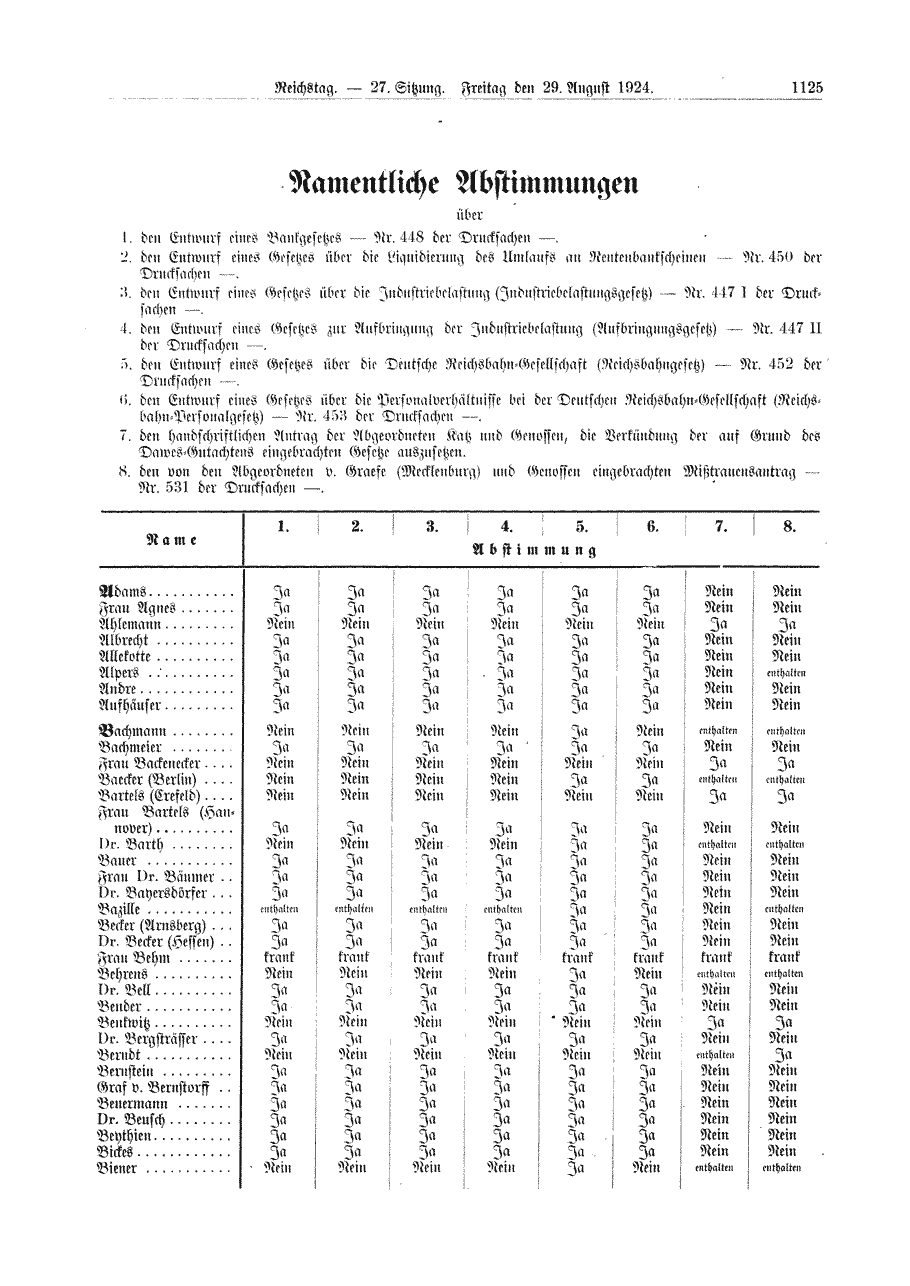 Reichstag. — 27. Sitzung. Freitag den 29. August 1924. 1125
Namentliche Abstimmungen
über
1. den Entwurf eines Bankgesetzes — Nr. 448 der Drucksachen —.
2. den Entwurf eines Gesetzes über die Liquidierung des Umlaufs an Rentenbankscheinen — Nr. 450 der
Drucksachen —.
3. den Entwurf eines Gesetzes über die Industriebelastung (Industriebelastungsgesetz) — Nr. 447 I der Druck-
sachen —.
4. den Entwurf eines Gesetzes zur Aufbringung der Industriebelastung (Aufbringungsgesetz) — Nr. 447 II
der Drucksachen —.
5. den Entwurf eines Gesetzes über die Deutsche Reichsbahn-Gesellschaft (Reichsbahngesetz) — Nr. 452 der
Drucksachen —.
6. den Entwurf eines Gesetzes über die Personalverhältnisse bei der Deutschen Reichsbahn-Gesellschaft (Reichs-
bahn-Personalgesetz) — Nr. 453 der Drucksachen —.
7. den handschriftlichen Antrag der Abgeordneten Katz und Genossen, die Verkündung der auf Grund des
Dawes-Gutachtens eingebrachten Gesetze auszusetzen.
8. den von den Abgeordneten v. Graefe (Mecklenburg) und Genossen eingebrachten Mißtrauensantrag —
Nr. 531 der Drucksachen —.
Name 1. 2. 3. 4. 5. 6. 7. 8.
Abstimmung
Adams........... Ja Ja Ja Ja Ja Ja Nein Nein
Frau Agnes....... Ja Ja Ja Ja Ja Ja Nein Nein
Ahlemann......... Nein Nein Nein Nein Nein Nein Ja Ja
Albrecht .......... Ja Ja Ja Ja Ja Ja Nein Nein
Allekotte .......... Ja Ja Ja Ja Ja Ja Nein Nein
Alpers ........... Ja Ja Ja Ja Ja Ja Nein enthalten
Andre............ Ja Ja Ja Ja Ja Ja Nein Nein
Aufhäuser......... Ja Ja Ja Ja Ja Ja Nein Nein
Bachmann ........ Nein Nein Nein Nein Ja Nein enthalten enthalten
Bachmeier ........ Ja Ja Ja Ja Ja Ja Nein Nein
Frau Backenecker.... Nein Nein Nein Nein Nein Nein Ja Ja
Baecker (Berlin) .... Nein Nein Nein Nein Ja Ja enthalten enthalten
Bartels (Crefeld).... Nein Nein Nein Nein Nein Nein Ja Ja
Frau Bartels (Han-
nover).......... Ja Ja Ja Ja Ja Ja Nein Nein
Dr. Barth ........ Nein Nein Nein Nein Ja Ja enthalten enthalten
Bauer ........... Ja Ja Ja Ja Ja Ja Nein Nein
Frau Dr. Bäumer .. Ja Ja Ja Ja Ja Ja Nein Nein
Dr. Bayersdörfer ... Ja Ja Ja Ja Ja Ja Nein Nein
Bazille ........... enthalten enthalten enthalten enthalten Ja Ja Nein enthalten
Becker (Arnsberg) ... Ja Ja Ja Ja Ja Ja Nein Nein
Dr. Becker (Hessen) .. Ja Ja Ja Ja Ja Ja Nein Nein
Frau Behm ....... krank krank krank krank krank krank krank krank
Behrens .......... Nein Nein Nein Nein Ja Nein enthalten enthalten
Dr. Bell.......... Ja Ja Ja Ja Ja Ja Nein Nein
Bender........... Ja Ja Ja Ja Ja Ja Nein Nein
Benkwitz.......... Nein Nein Nein Nein Nein Nein Ja Ja
Dr. Bergsträsser .... Ja Ja Ja Ja Ja Ja Nein Nein
Berndt ........... Nein Nein Nein Nein Nein Nein enthalten Ja
Bernstein ......... Ja Ja Ja Ja Ja Ja Nein Nein
Graf v. Bernstorff .. Ja Ja Ja Ja Ja Ja Nein Nein
Beuermann ....... Ja Ja Ja Ja Ja Ja Nein Nein
Dr. Beusch ........ Ja Ja Ja Ja Ja Ja Nein Nein
Beythien.......... Ja Ja Ja Ja Ja Ja Nein Nein
Bickes............ Ja Ja Ja Ja Ja Ja Nein Nein
Biener ........... Nein Nein Nein Nein Ja Nein enthalten enthalten